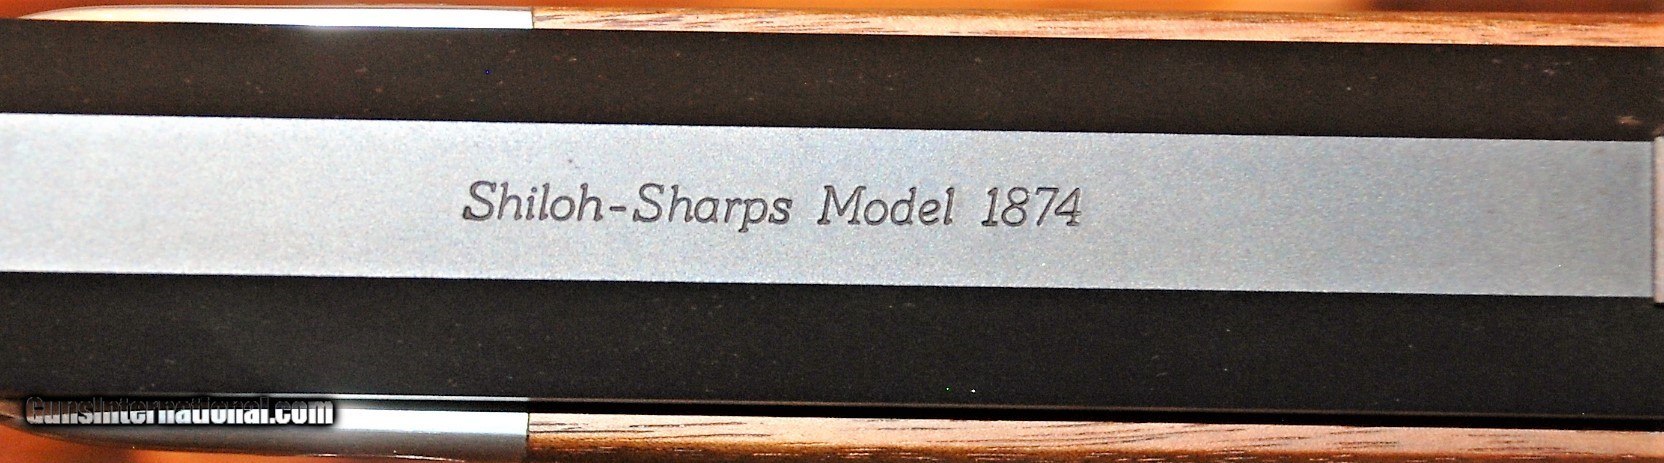 Shiloh-Sharps Model 1874
GunsInternational.com